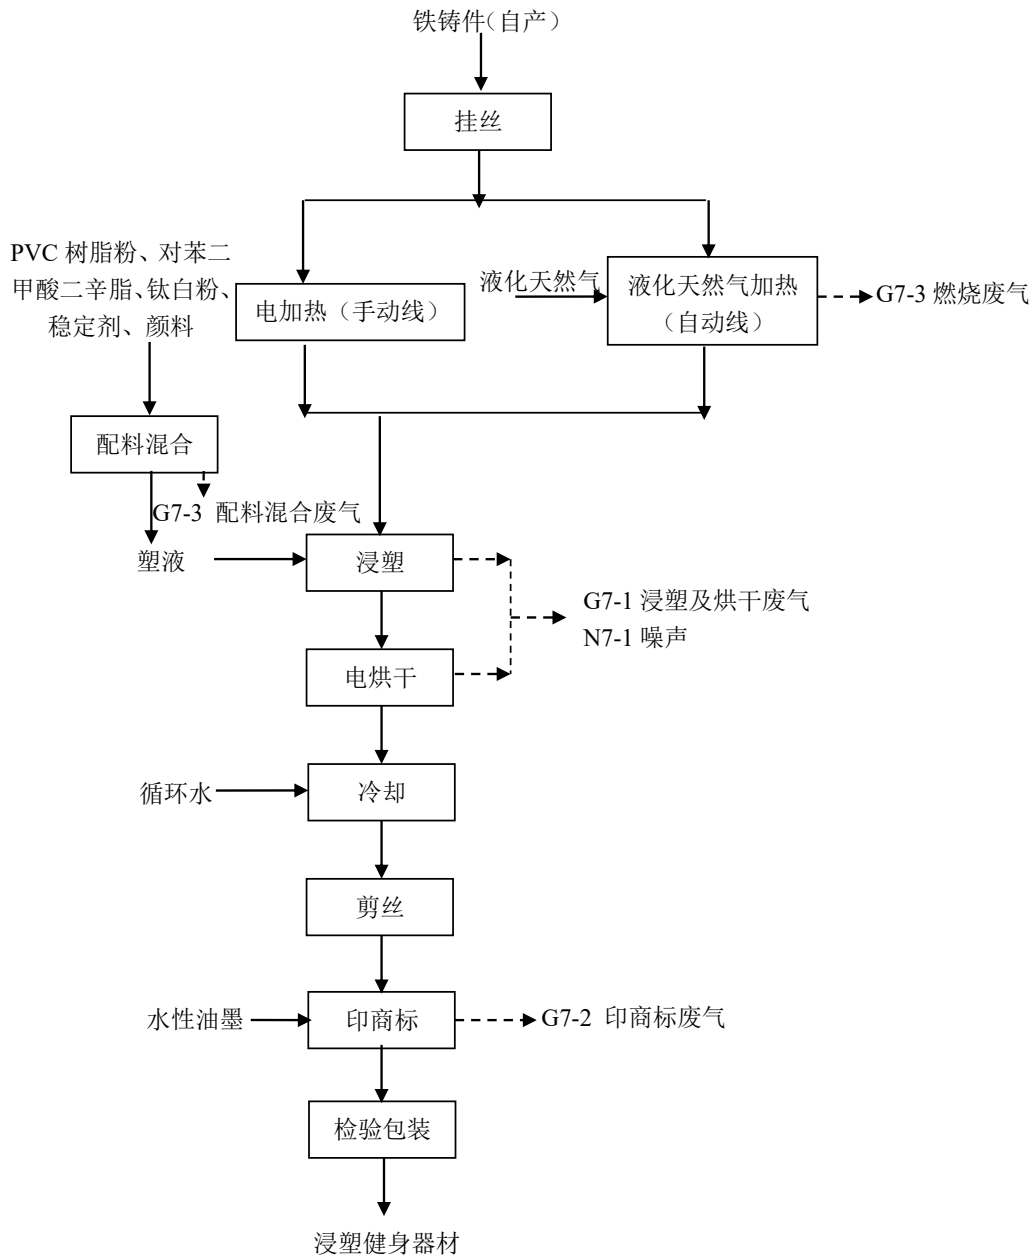 铁铸件（自产）
挂丝
PVC 树脂粉、对苯二
甲酸二辛脂、钛白粉、
稳定剂、颜料
电加热（手动线）
液化天然气
液化天然气加热
（自动线）
G7-3 燃烧废气
配料混合
G7-3 配料混合废气
塑液
浸塑
G7-1 浸塑及烘干废气
N7-1 噪声
电烘干
循环水
冷却
剪丝
水性油墨
印商标
G7-2 印商标废气
检验包装
浸塑健身器材